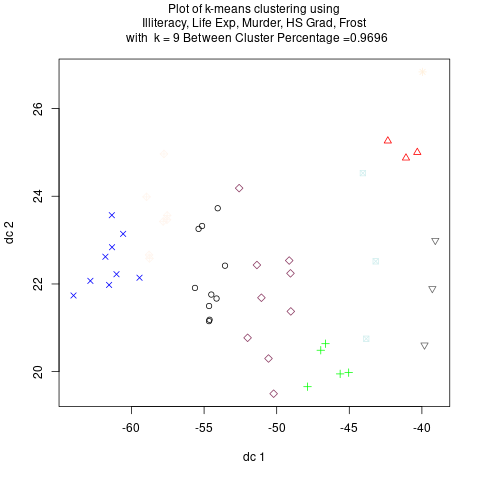 Plot of k-means clustering using
Illiteracy, Life Exp, Murder, HS Grad, Frost
with k = 9 Between Cluster Percentage =0.9696
26
24
22
20
dc 2
-60
-55
-50
-45
-40
dc 1